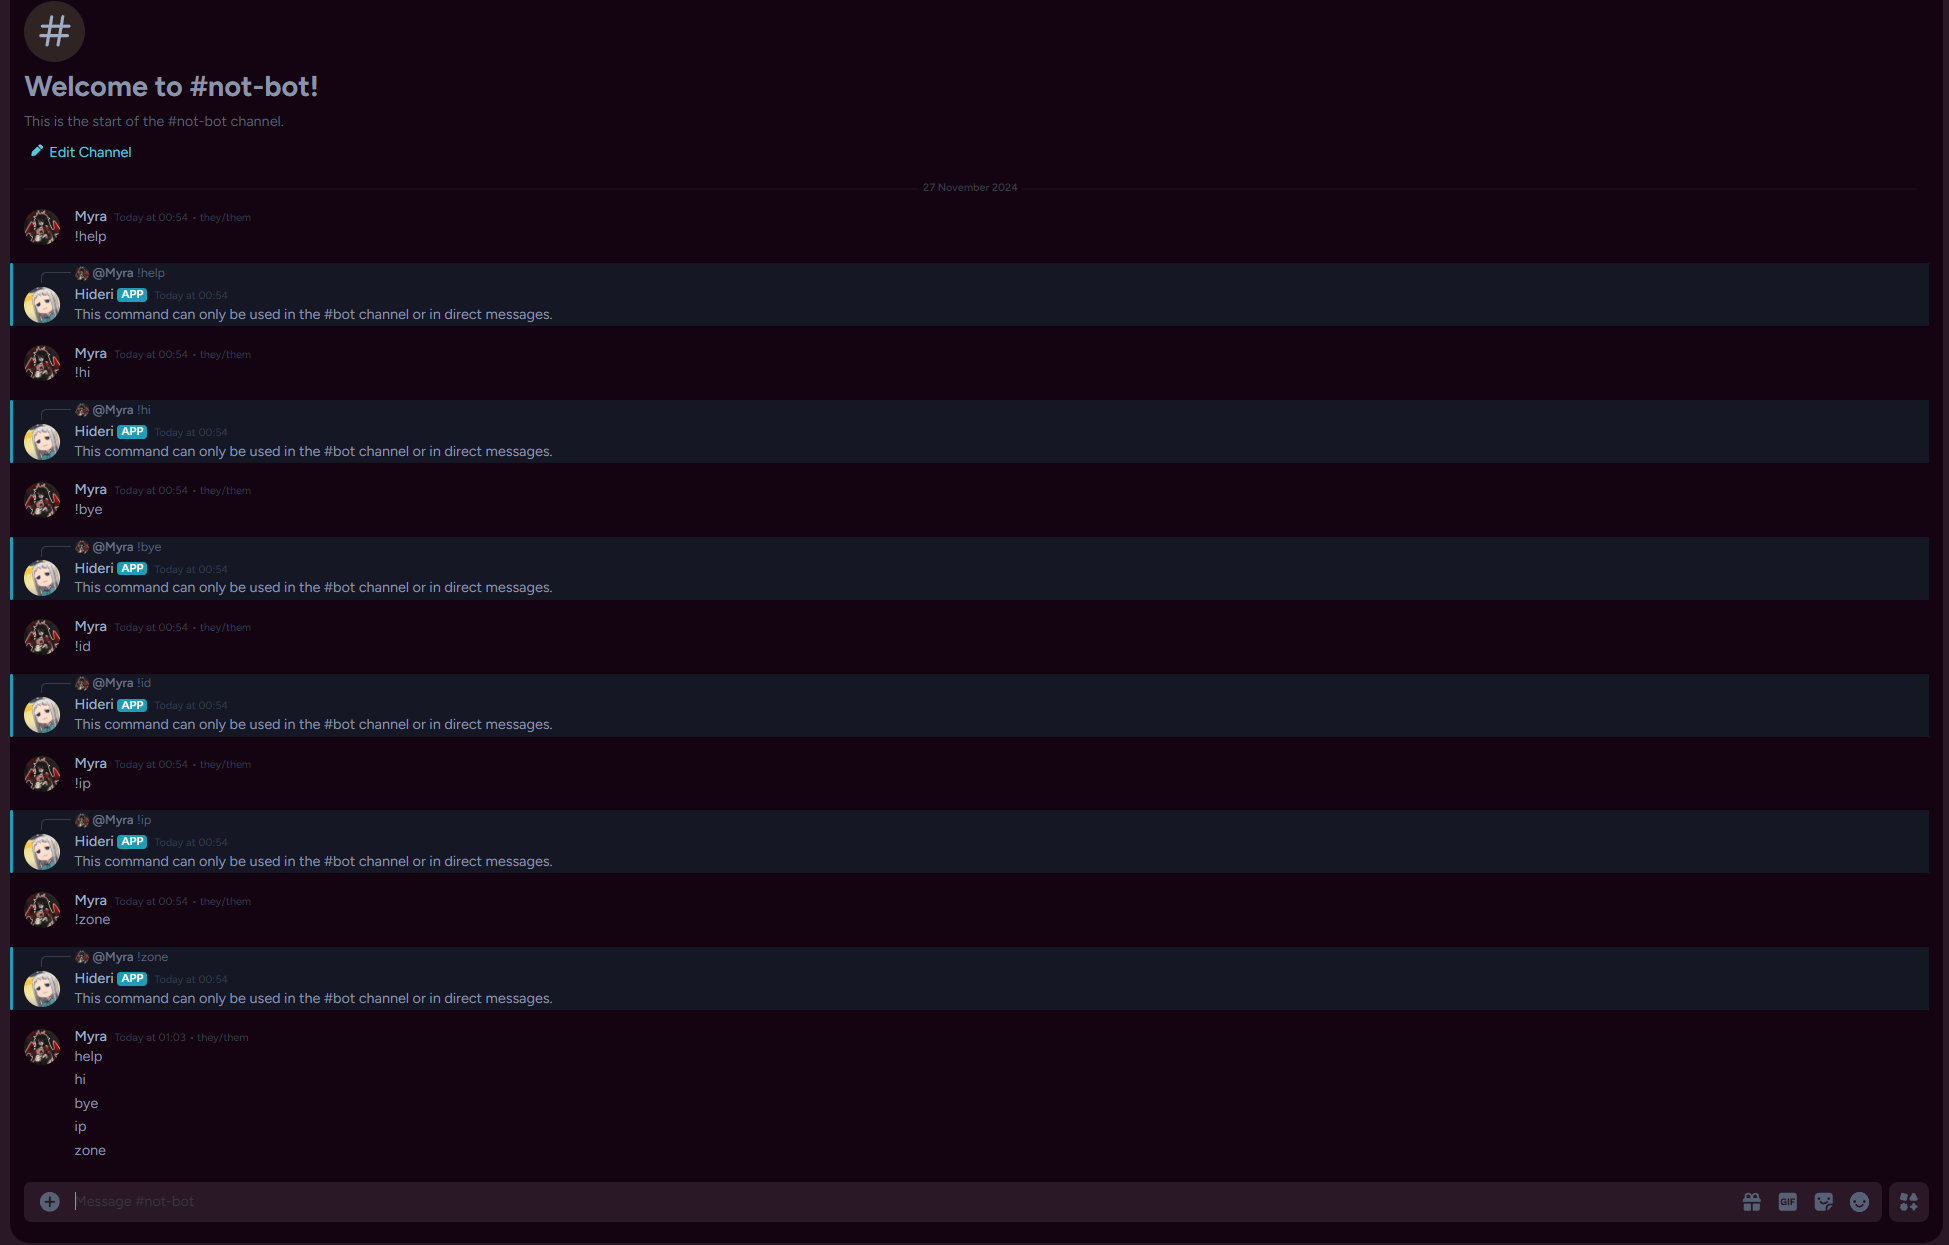 #
Welcome to #not-bot!
This is the start of the #not-bot channel.
Edit Channel
27 November 2024
Myra Today at 00:54 • they/them
!help
@Myra !help
Hideri APP Today at 00:54
This command can only be used in the #bot channel or in direct messages.
Myra Today at 00:54 • they/them
!hi
@Myra !hi
Hideri APP Today at 00:54
This command can only be used in the #bot channel or in direct messages.
Myra Today at 00:54 • they/them
!bye
@Myra !bye
Hideri APP Today at 00:54
This command can only be used in the #bot channel or in direct messages.
Myra Today at 00:54 • they/them
!id
@Myra !id
Hideri APP Today at 00:54
This command can only be used in the #bot channel or in direct messages.
Myra Today at 00:54 • they/them
!ip
@Myra !ip
Hideri APP Today at 00:54
This command can only be used in the #bot channel or in direct messages.
Myra Today at 00:54 • they/them
!zone
@Myra !zone
Hideri APP Today at 00:54
This command can only be used in the #bot channel or in direct messages.
Myra Today at 01:03 • they/them
help
hi
bye
ip
zone
Message #not-bot GIF